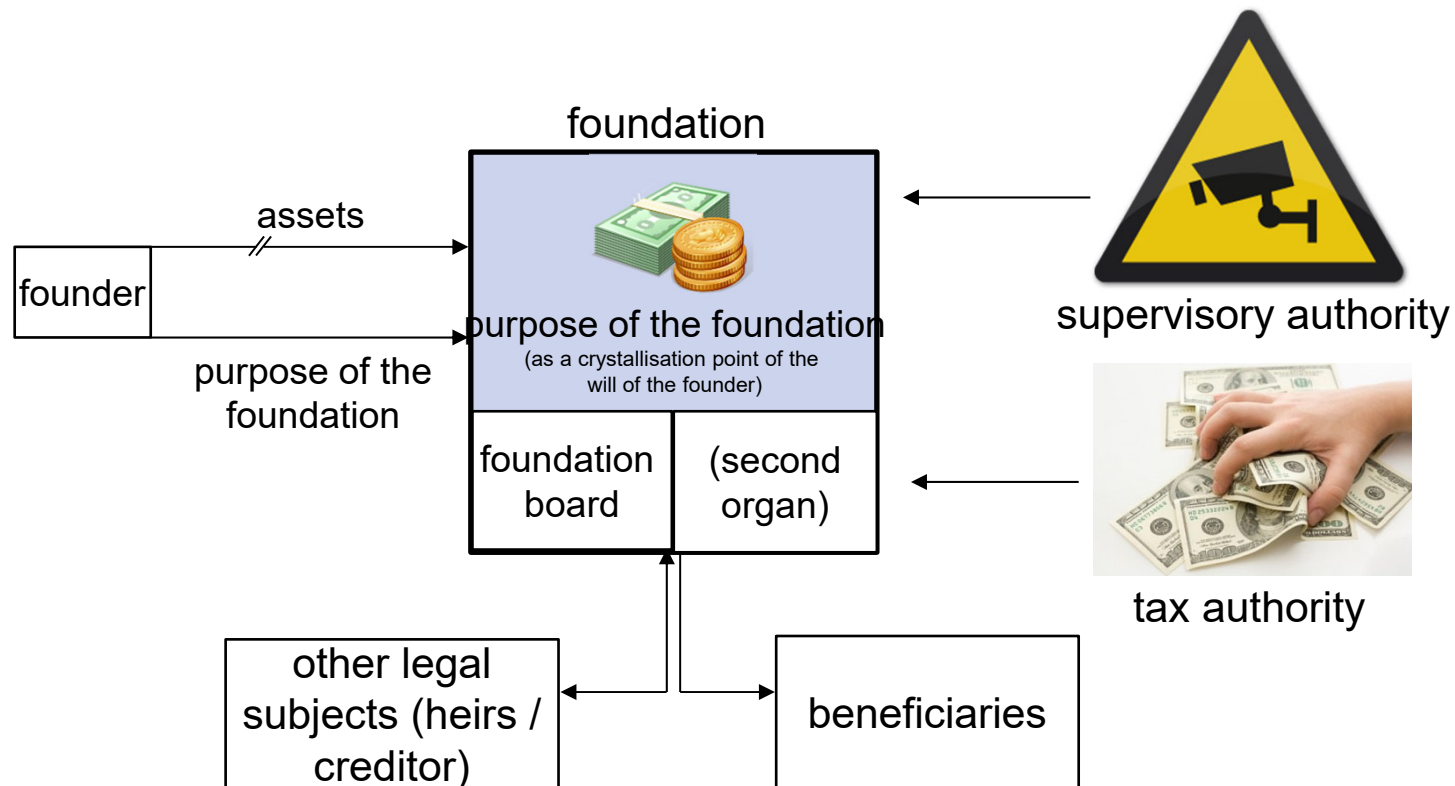 foundation
assets
founder
purpose of the
foundation
purpose of the foundation
(as a crystallisation point of the
will of the founder)
foundation
board
(second
organ)
supervisory authority
tax authority
other legal
subjects (heirs /
creditor)
beneficiaries